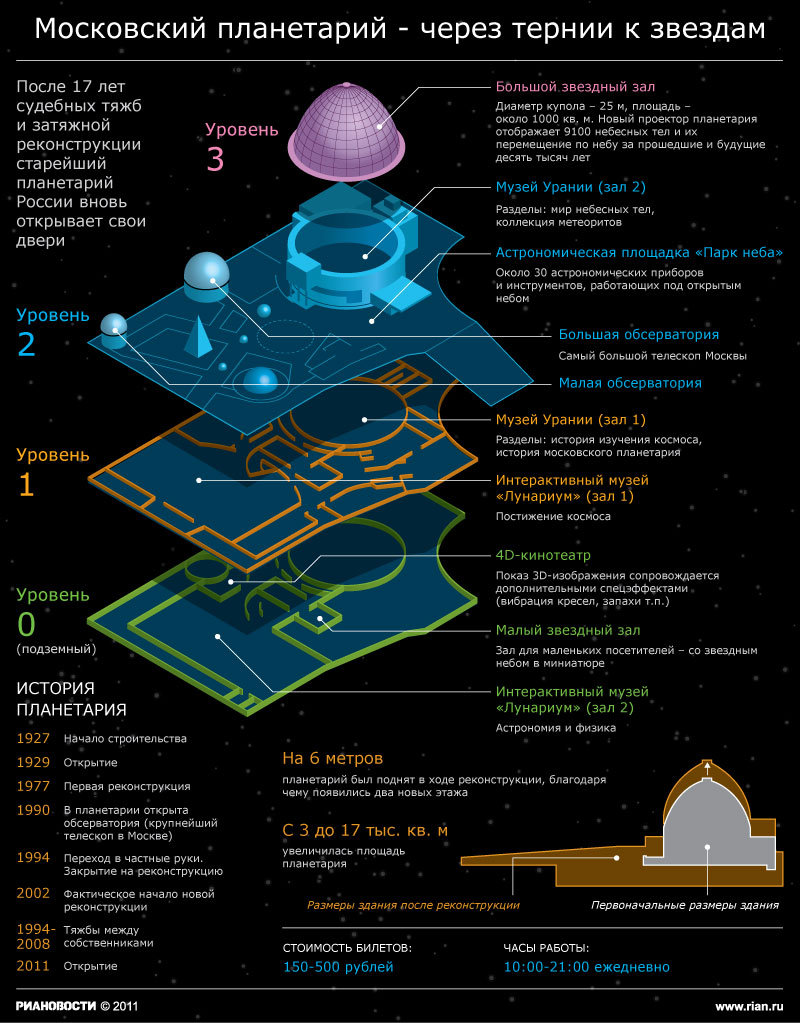 Московский планетарий - через тернии к звездам
После 17 лет
судебных тяжб
и затяжной
реконструкции
старейший
планетарий
России вновь
открывает свои
двери
Уровень
3
Большой звездный зал
Диаметр купола – 25 м, площадь –
около 1000 кв, м. Новый проектор планетария
отображает 9100 небесных тел и их
перемещение по небу за прошедшие и будущие
десять тысяч лет
Музей Урании (зал 2)
Разделы: мир небесных тел,
коллекция метеоритов
Астрономическая площадка «Парк неба»
Около 30 астрономических приборов
и инструментов, работающих под открытым
небом
Уровень
2
Большая обсерватория
Самый большой телескоп Москвы
Малая обсерватория
Музей Урании (зал 1)
Разделы: история изучения космоса,
история московского планетария
Уровень
1
Интерактивный музей
«Лунариум» (зал 1)
Постижение космоса
4D-кинотеатр
Показ 3D-изображения сопровождается
дополнительными спецэффектами
(вибрация кресел, запахи т.п.)
Уровень
0
(подземный)
Малый звездный зал
Зал для маленьких посетителей – со звездным
небом в миниатюре
Интерактивный музей
«Лунариум» (зал 2)
Астрономия и физика
ИСТОРИЯ
ПЛАНЕТАРИЯ
1927 Начало строительства
1929 Открытие
1977 Первая реконструкция
1990 В планетарии открыта
обсерватория (крупнейший
телескоп в Москве)
1994 Переход в частные руки.
Закрытие на реконструкцию
2002 Фактическое начало новой
реконструкции
1994- Тяжбы между
2008 собственниками
2011 Открытие
На 6 метров
планетарий был поднят в ходе реконструкции, благодаря
чему появились два новых этажа
С 3 до 17 тыс. кв. м
увеличилась площадь
планетария
Размеры здания после реконструкции
Первоначальные размеры здания
СТОИМОСТЬ БИЛЕТОВ:
150-500 рублей
ЧАСЫ РАБОТЫ:
10:00-21:00 ежедневно
РИАНОВОСТИ © 2011
www.rian.ru